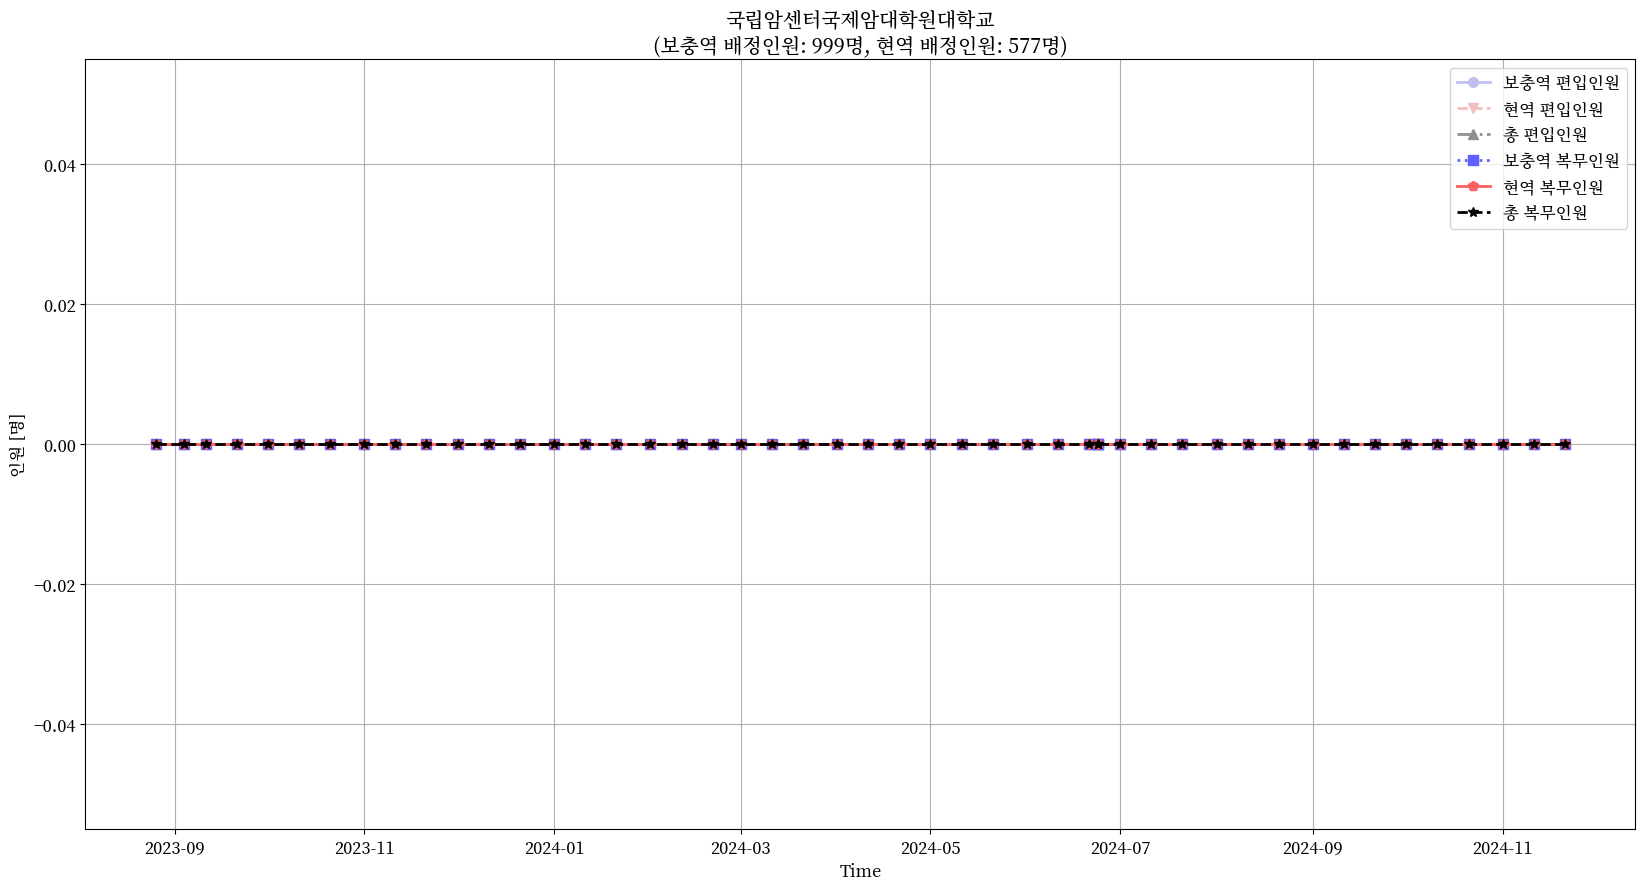 국립암센터국제암대학원대학교
(보충역 배정인원: 999명, 현역 배정인원: 577명)
보충역 편입인원
현역 편입인원
총 편입인원
보충역 복무인원
현역 복무인원
총 복무인원
인원 [명]
0.04
0.02
0.00
−0.02
−0.04
2023-09 2023-11 2024-01 2024-03 2024-05 2024-07 2024-09 2024-11
Time